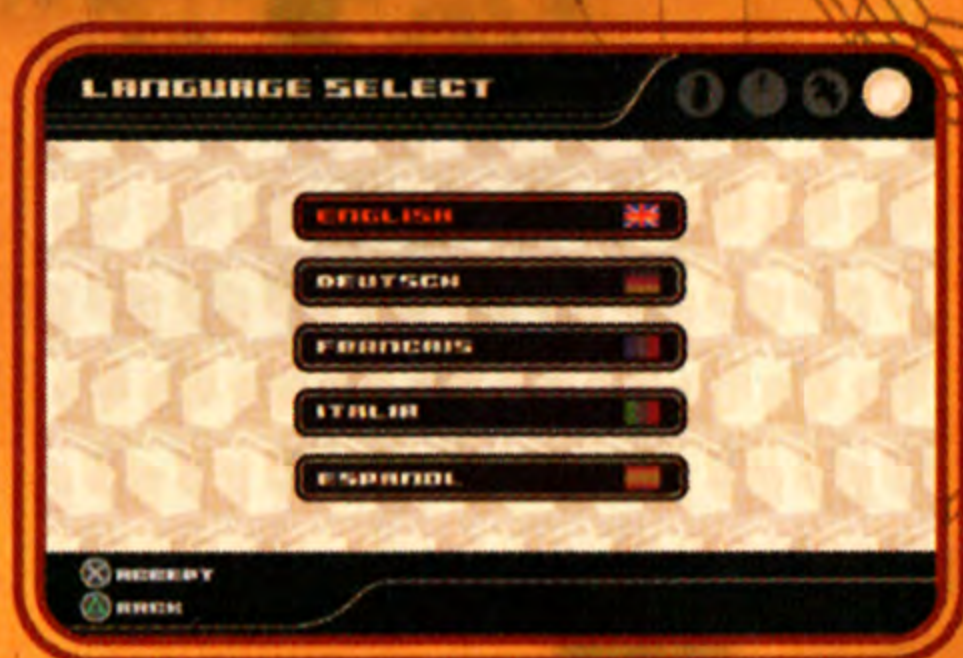 LANGUAGE SELECT
ENGLISH
DEUTSCH
FRANCAIS
ITALIA
ESPANOL
ACCEPT
BACK